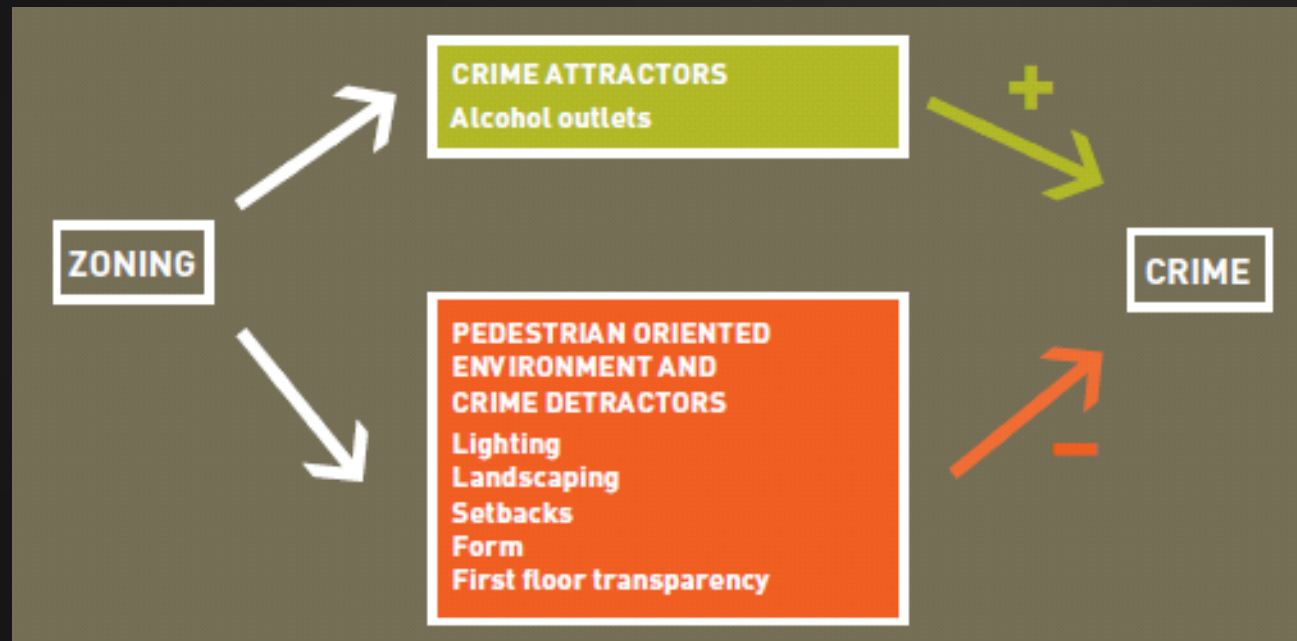 ZONING
CRIME ATTRACTORS
Alcohol outlets
+
PEDESTRIAN ORIENTED
ENVIRONMENT AND
CRIME DETRACTORS
Lighting
Landscaping
Setbacks
Form
First floor transparency
-
CRIME